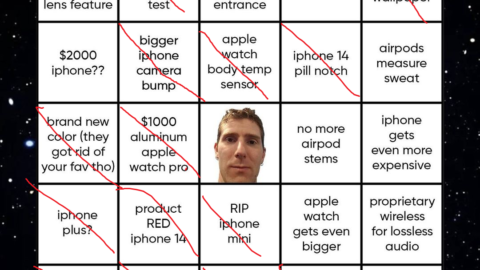 lens feature
test
entrance
wallpaper
$2000
iphone??
bigger
iphone
camera
bump
apple
watch
body temp
sensor
iphone 14
pill notch
airpods
measure
sweat
brand new
color (they
got rid of
your fav tho)
$1000
aluminum
apple
watch pro
no more
airpod
stems
iphone
gets
even more
expensive
iphone
plus?
product
RED
iphone 14
RIP
iphone
mini
apple
watch
gets even
bigger
proprietary
wireless
for lossless
audio